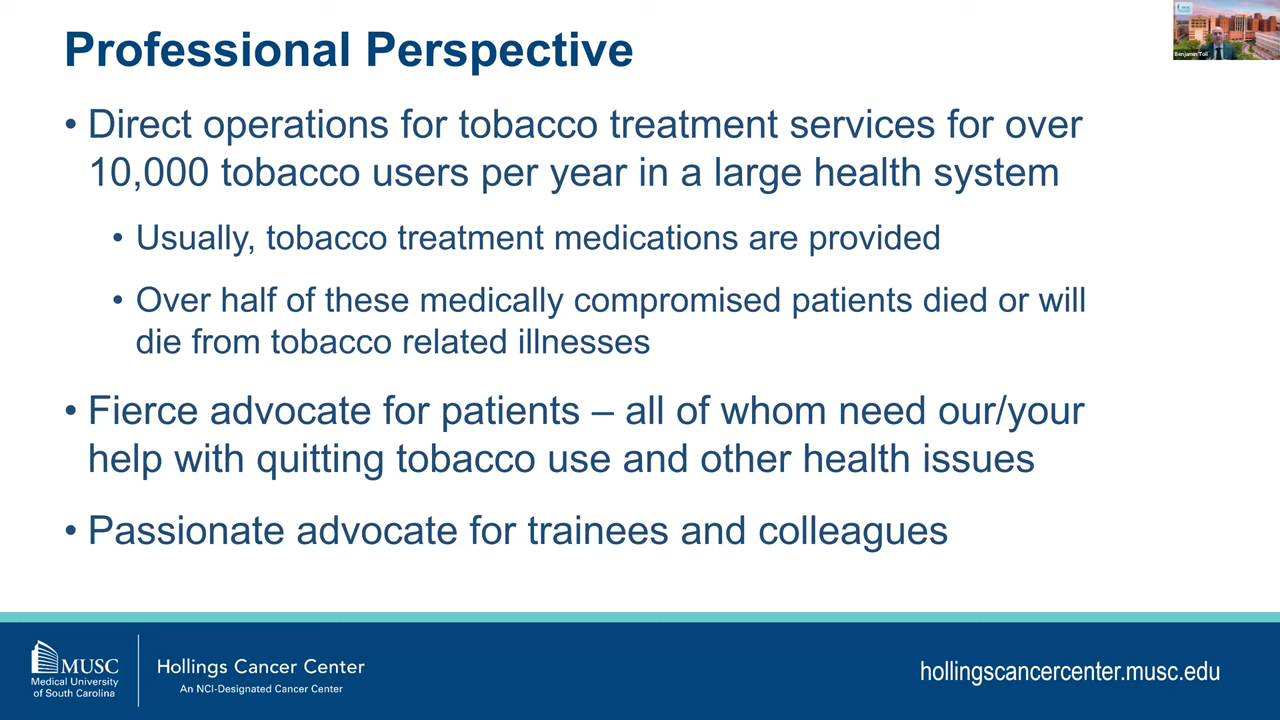 Professional Perspective
• Direct operations for tobacco treatment services for over
10,000 tobacco users per year in a large health system
• Usually, tobacco treatment medications are provided
• Over half of these medically compromised patients died or will
die from tobacco related illnesses
• Fierce advocate for patients – all of whom need our/your
help with quitting tobacco use and other health issues
• Passionate advocate for trainees and colleagues
Benjamin Toll
MUSC
Medical University
of South Carolina
Hollings Cancer Center
An NCI-Designated Cancer Center
hollingscancercenter.musc.edu